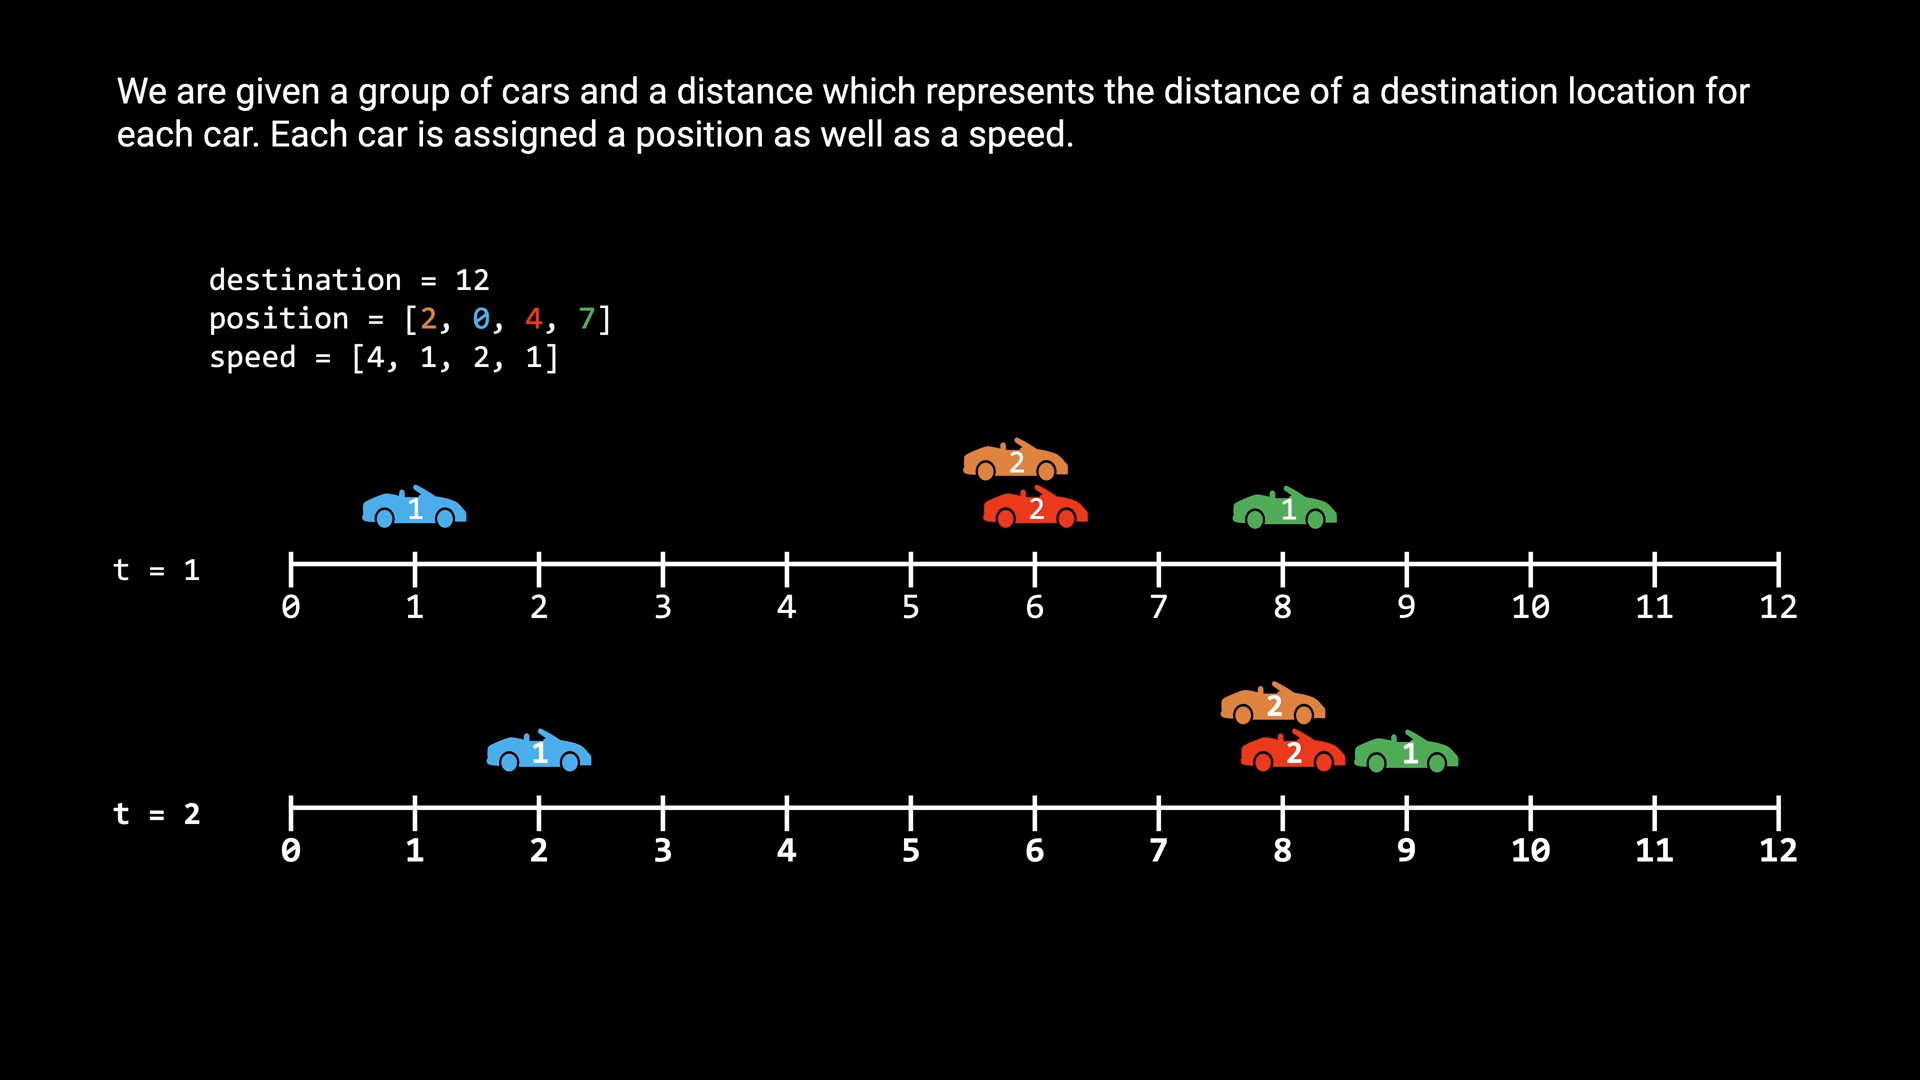 We are given a group of cars and a distance which represents the distance of a destination location for
each car. Each car is assigned a position as well as a speed.
destination = 12
position = [2, 0, 4, 7]
speed = [4, 1, 2, 1]
2
1 2 1
t = 1
0 1 2 3 4 5 6 7 8 9 10 11 12
2
1 2 1
t = 2
0 1 2 3 4 5 6 7 8 9 10 11 12